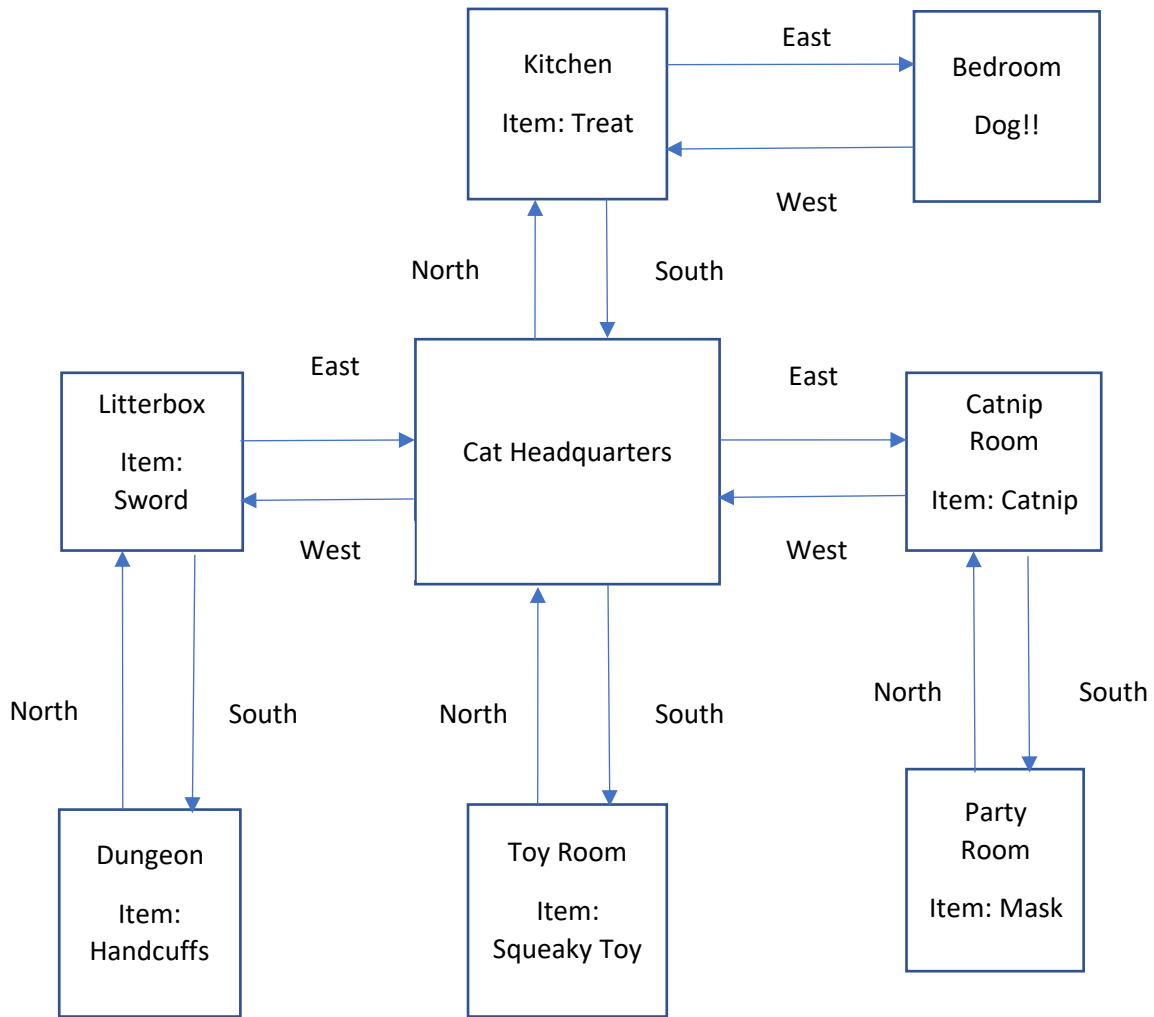 East
Kitchen
Item: Treat
Bedroom
Dog!!
West
North
South
East
East
Litterbox
Item:
Sword
Cat Headquarters
Catnip
Room
Item: Catnip
West
West
North
South
North
South
North
South
Dungeon
Item:
Handcuffs
Toy Room
Item:
Squeaky Toy
Party
Room
Item: Mask